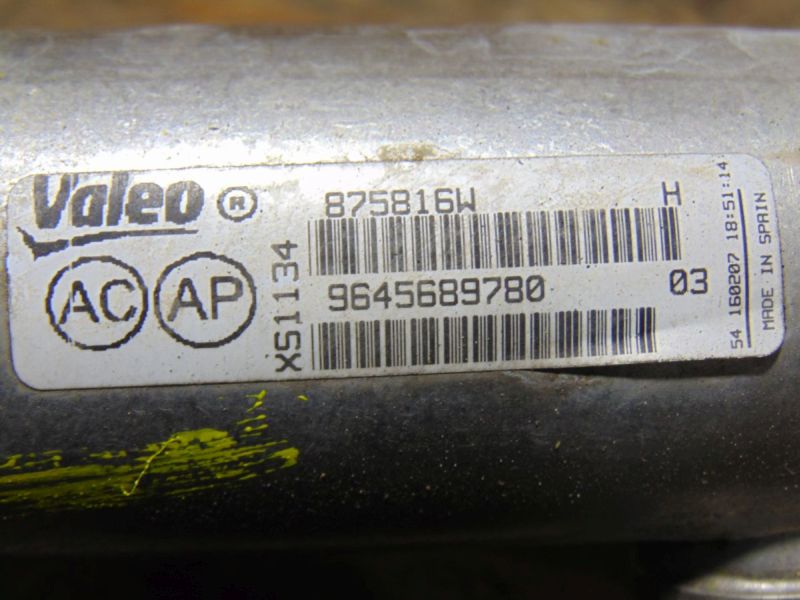 Valeo ®
875816W H
AC AP
XS1134
9645689780 03
54 160207 18:51:14
MADE IN SPAIN